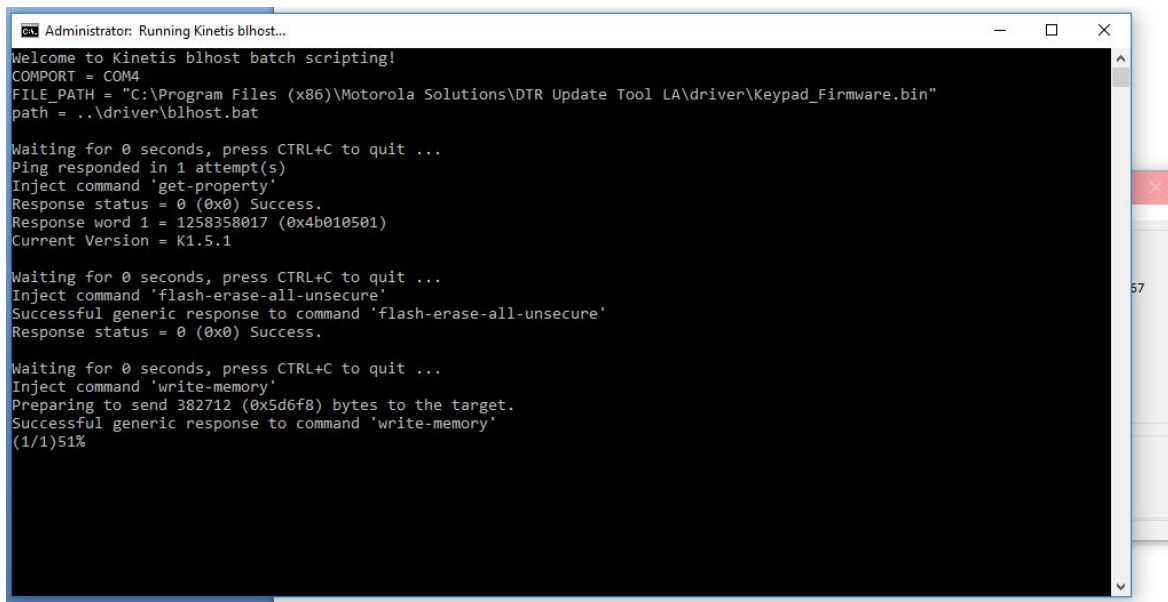 Administrator: Running Kinetis blhost...
Welcome to Kinetis blhost batch scripting!
COMPORT = COM4
FILE_PATH = "C:\Program Files (x86)\Motorola Solutions\DTR Update Tool LA\driver\Keypad_Firmware.bin"
path = ..\driver\blhost.bat
Waiting for 0 seconds, press CTRL+C to quit ...
Ping responded in 1 attempt(s)
Inject command 'get-property'
Response status = 0 (0x0) Success.
Response word 1 = 1258358017 (0x4b010501)
Current Version = K1.5.1
Waiting for 0 seconds, press CTRL+C to quit ...
Inject command 'flash-erase-all-unsecure'
Successful generic response to command 'flash-erase-all-unsecure'
Response status = 0 (0x0) Success.
Waiting for 0 seconds, press CTRL+C to quit ...
Inject command 'write-memory'
Preparing to send 382712 (0x5d6f8) bytes to the target.
Successful generic response to command 'write-memory'
(1/1)51%
67